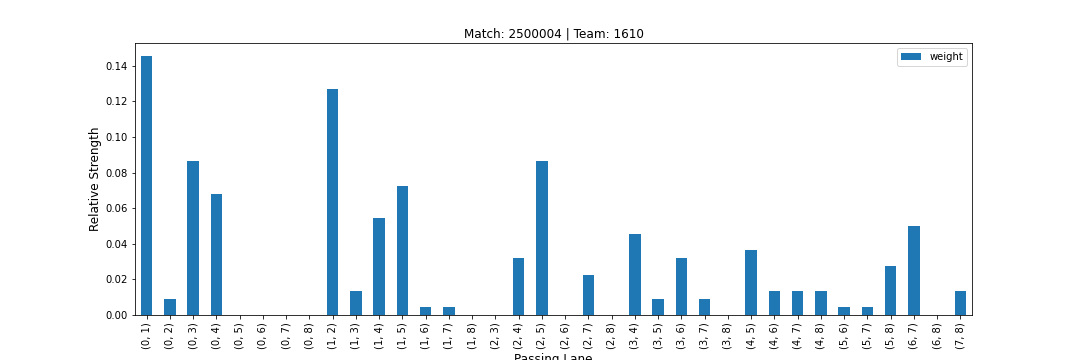 Match: 2500004 | Team: 1610
weight
Relative Strength
0.14
0.12
0.10
0.08
0.06
0.04
0.02
0.00
(0, 1) (0, 2) (0, 3) (0, 4) (0, 5) (0, 6) (0, 7) (0, 8) (1, 2) (1, 3) (1, 4) (1, 5) (1, 6) (1, 7) (1, 8) (2, 3) (2, 4) (2, 5) (2, 6) (2, 7) (2, 8) (3, 4) (3, 5) (3, 6) (3, 7) (3, 8) (4, 5) (4, 6) (4, 7) (4, 8) (5, 6) (5, 7) (5, 8) (6, 7) (6, 8) (7, 8)
Passing Lane